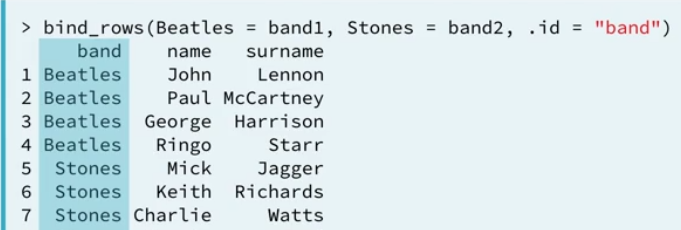 > bind_rows(Beatles = band1, Stones = band2, .id = "band")
band name surname
1 Beatles John Lennon
2 Beatles Paul McCartney
3 Beatles George Harrison
4 Beatles Ringo Starr
5 Stones Mick Jagger
6 Stones Keith Richards
7 Stones Charlie Watts